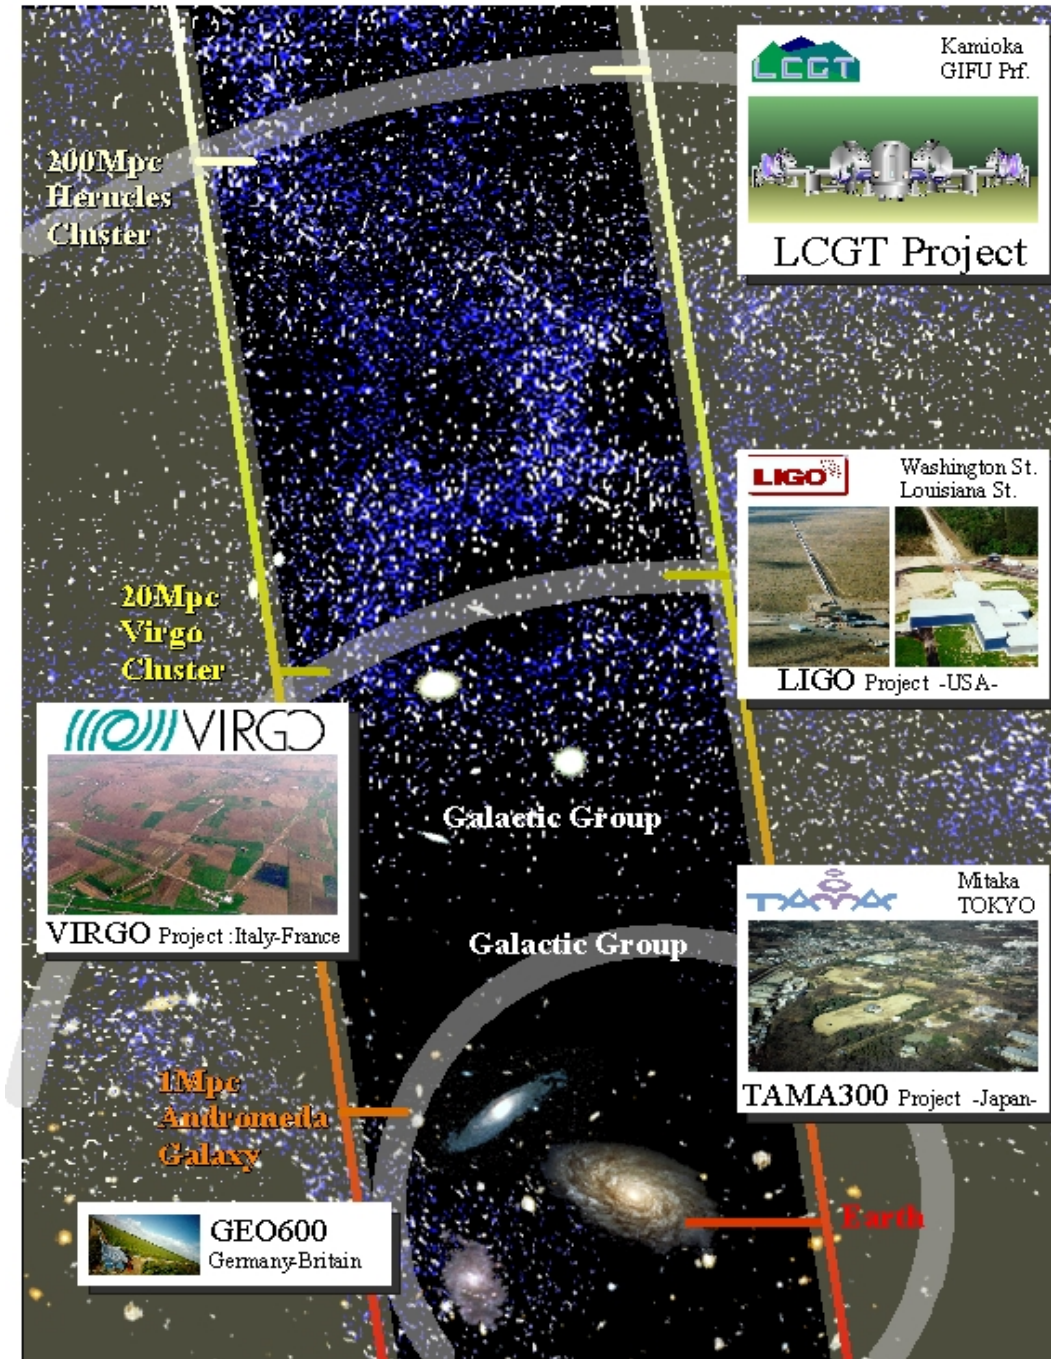 LCGT
Kamioka
GIFU Prf.
LCGT Project
200Mpc
Herucles
Cluster
LIGO
Washington St.
Louisiana St.
LIGO Project -USA-
20Mpc
Virgo
Cluster
VIRGO
VIRGO Project :Italy-France
Galactic Group
Galactic Group
TAMA
Mitaka
TOKYO
TAMA300 Project -Japan-
1Mpc
Andromeda
Galaxy
Earth
GEO600
Germany-Britain